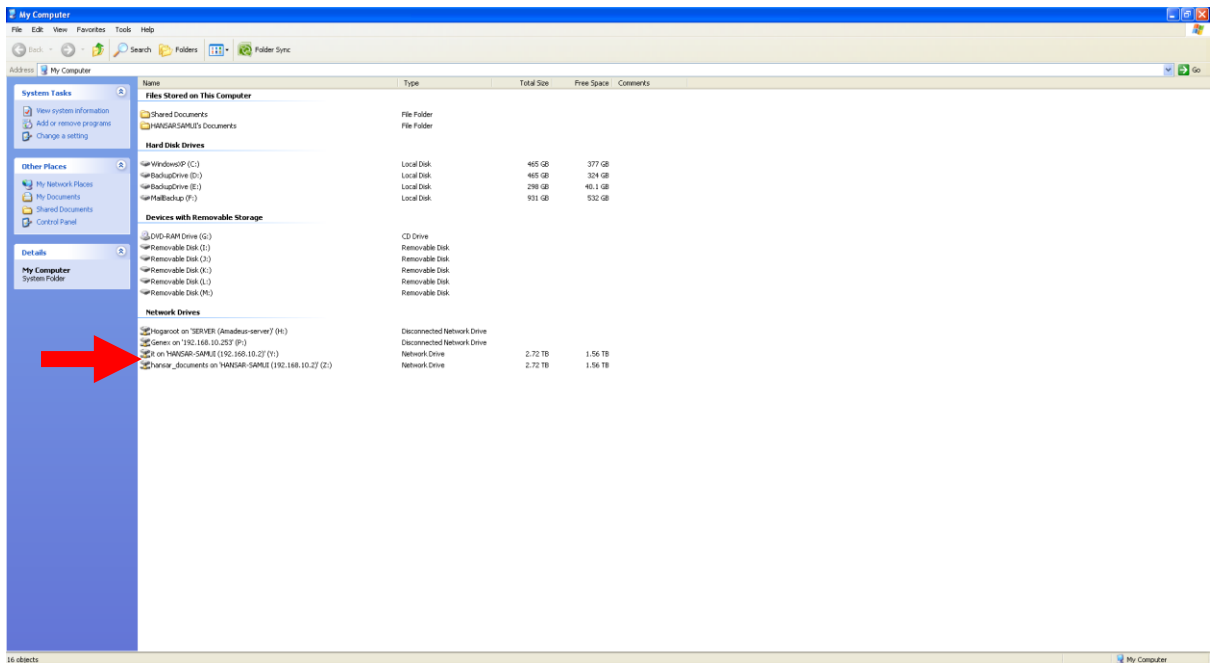 My Computer
File Edit View Favorites Tools Help
Back Search Folders Folder Sync
Address My Computer Go
System Tasks
View system information
Add or remove programs
Change a setting
Other Places
My Network Places
My Documents
Shared Documents
Control Panel
Details
My Computer
System Folder
Name Type Total Size Free Space Comments
Files Stored on This Computer
Shared Documents File Folder
HANSARSAMUI's Documents File Folder
Hard Disk Drives
WindowsXP (C:) Local Disk 465 GB 377 GB
BackupDrive (D:) Local Disk 465 GB 324 GB
BackupDrive (E:) Local Disk 298 GB 40.1 GB
MailBackup (F:) Local Disk 931 GB 532 GB
Devices with Removable Storage
DVD-RAM Drive (G:) CD Drive
Removable Disk (I:) Removable Disk
Removable Disk (J:) Removable Disk
Removable Disk (K:) Removable Disk
Removable Disk (L:) Removable Disk
Removable Disk (M:) Removable Disk
Network Drives
Hogaroot on 'SERVER (Amadeus-server)' (H:) Disconnected Network Drive
Genex on '192.168.10.253' (P:) Disconnected Network Drive
it on 'HANSAR-SAMUI (192.168.10.2)' (Y:) Network Drive 2.72 TB 1.56 TB
hansar_documents on 'HANSAR-SAMUI (192.168.10.2)' (Z:) Network Drive 2.72 TB 1.56 TB
16 objects My Computer